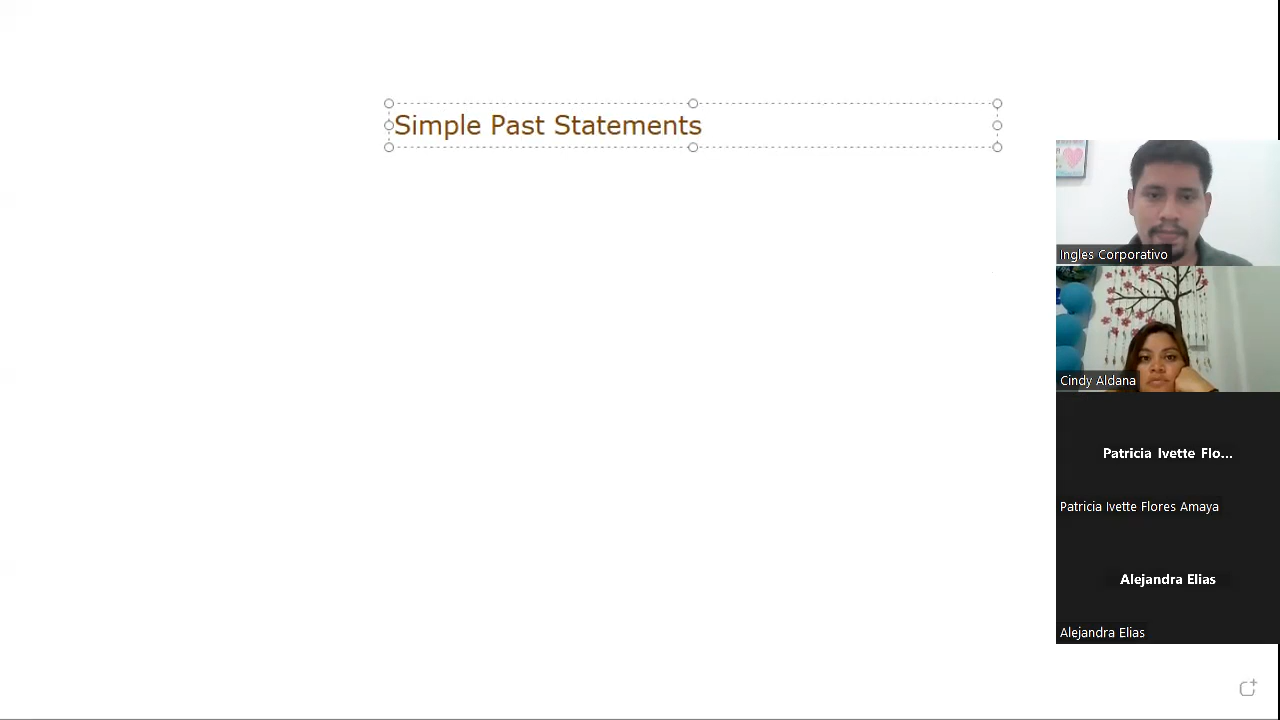 Simple Past Statements
Ingles Corporativo
Cindy Aldana
Patricia Ivette Flo...
Patricia Ivette Flores Amaya
Alejandra Elias
Alejandra Elias